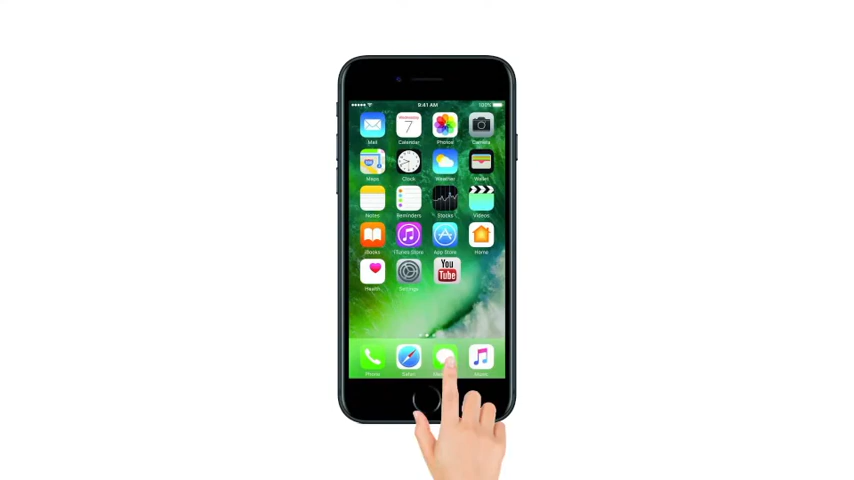 9:41 AM 100%
Wednesday
7
Mail Calendar Photos Camera
Maps Clock Weather Wallet
Notes Reminders Stocks Videos
iBooks iTunes Store App Store Home
You
Tube
Health Settings
Phone Safari Music